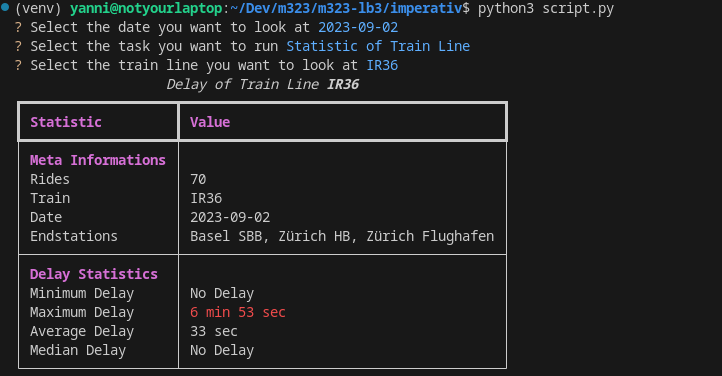 (venv) yanni@notyourlaptop:~/Dev/m323/m323-lb3/imperativ$ python3 script.py
? Select the date you want to look at 2023-09-02
? Select the task you want to run Statistic of Train Line
? Select the train line you want to look at IR36
Delay of Train Line IR36
Statistic Value
Meta Informations
Rides 70
Train IR36
Date 2023-09-02
Endstations Basel SBB, Zürich HB, Zürich Flughafen
Delay Statistics
Minimum Delay No Delay
Maximum Delay 6 min 53 sec
Average Delay 33 sec
Median Delay No Delay